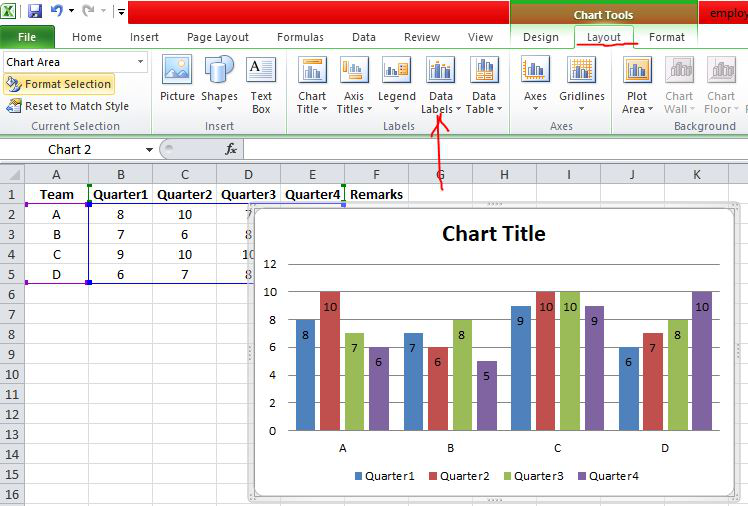 Chart Tools employ
File Home Insert Page Layout Formulas Data Review View Design Layout Format
Chart Area
Format Selection
Reset to Match Style
Current Selection
Picture Shapes Text Box
Insert
Chart Title Axis Titles Legend Data Labels Data Table
Labels
Axes Gridlines
Axes
Plot Area Chart Wall Chart Floor
Background
Chart 2 fx
A B C D E F G H I J K
1 Team Quarter1 Quarter2 Quarter3 Quarter4 Remarks
2 A 8 10 7
3 B 7 6 8
4 C 9 10 10
5 D 6 7 8
6
7
8
9
10
11
12
13
14
15
16
Chart Title
12
10
8
6
4
2
0
8 10 7 6 7 6 8 5 9 10 10 9 6 7 8 10
A B C D
Quarter1 Quarter2 Quarter3 Quarter4